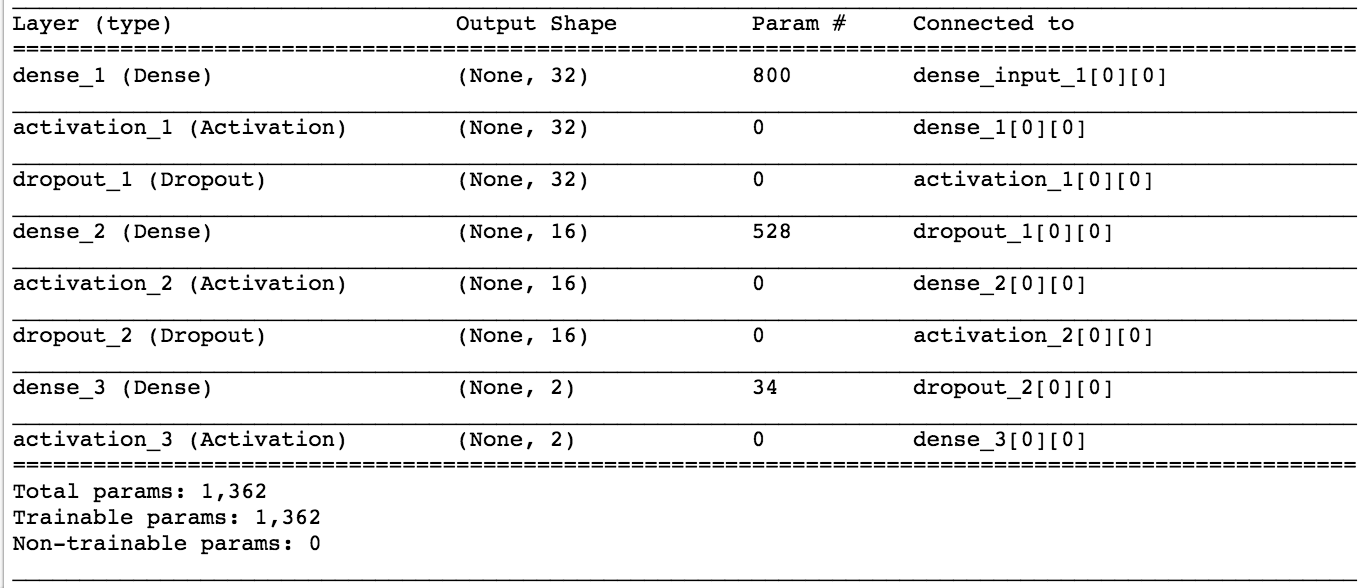 Layer (type) Output Shape Param # Connected to
dense_1 (Dense) (None, 32) 800 dense_input_1[0][0]
activation_1 (Activation) (None, 32) 0 dense_1[0][0]
dropout_1 (Dropout) (None, 32) 0 activation_1[0][0]
dense_2 (Dense) (None, 16) 528 dropout_1[0][0]
activation_2 (Activation) (None, 16) 0 dense_2[0][0]
dropout_2 (Dropout) (None, 16) 0 activation_2[0][0]
dense_3 (Dense) (None, 2) 34 dropout_2[0][0]
activation_3 (Activation) (None, 2) 0 dense_3[0][0]
Total params: 1,362
Trainable params: 1,362
Non-trainable params: 0